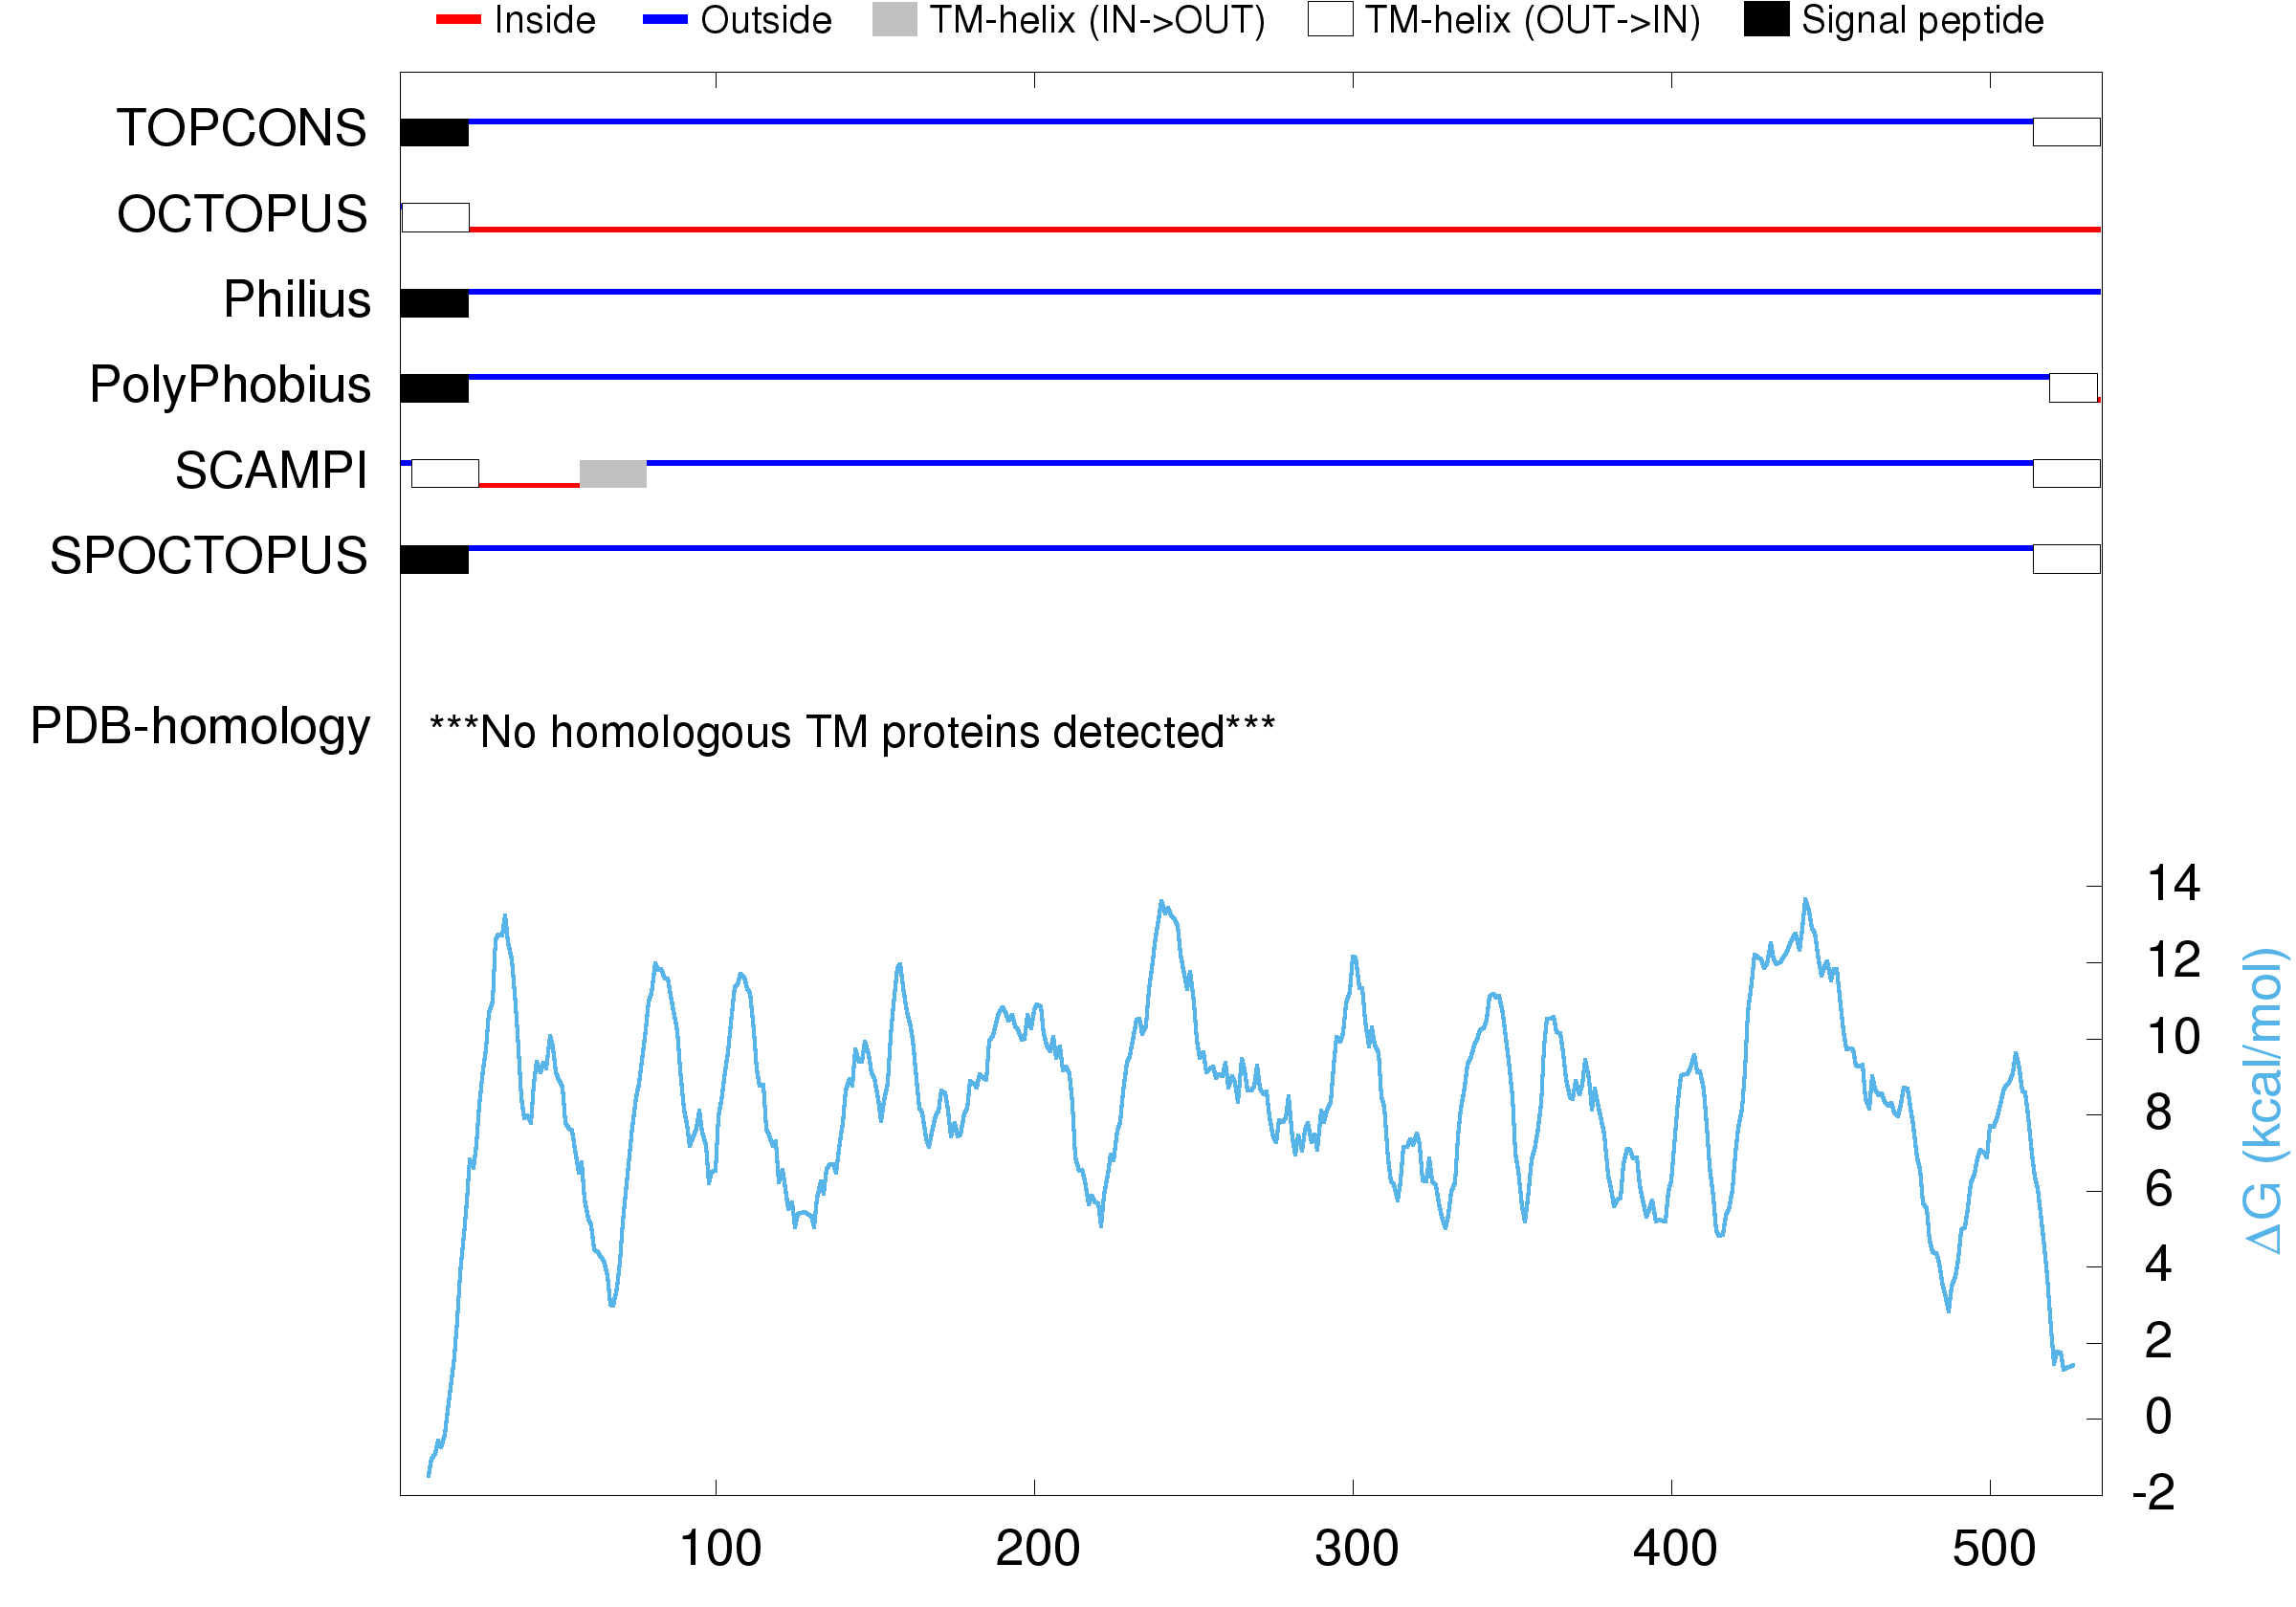 Inside Outside TM-helix (IN->OUT) TM-helix (OUT->IN) Signal peptide
TOPCONS
OCTOPUS
Philius
PolyPhobius
SCAMPI
SPOCTOPUS
PDB-homology ***No homologous TM proteins detected***
14
12
10
8
6
4
2
0
-2
ΔG (kcal/mol)
100 200 300 400 500